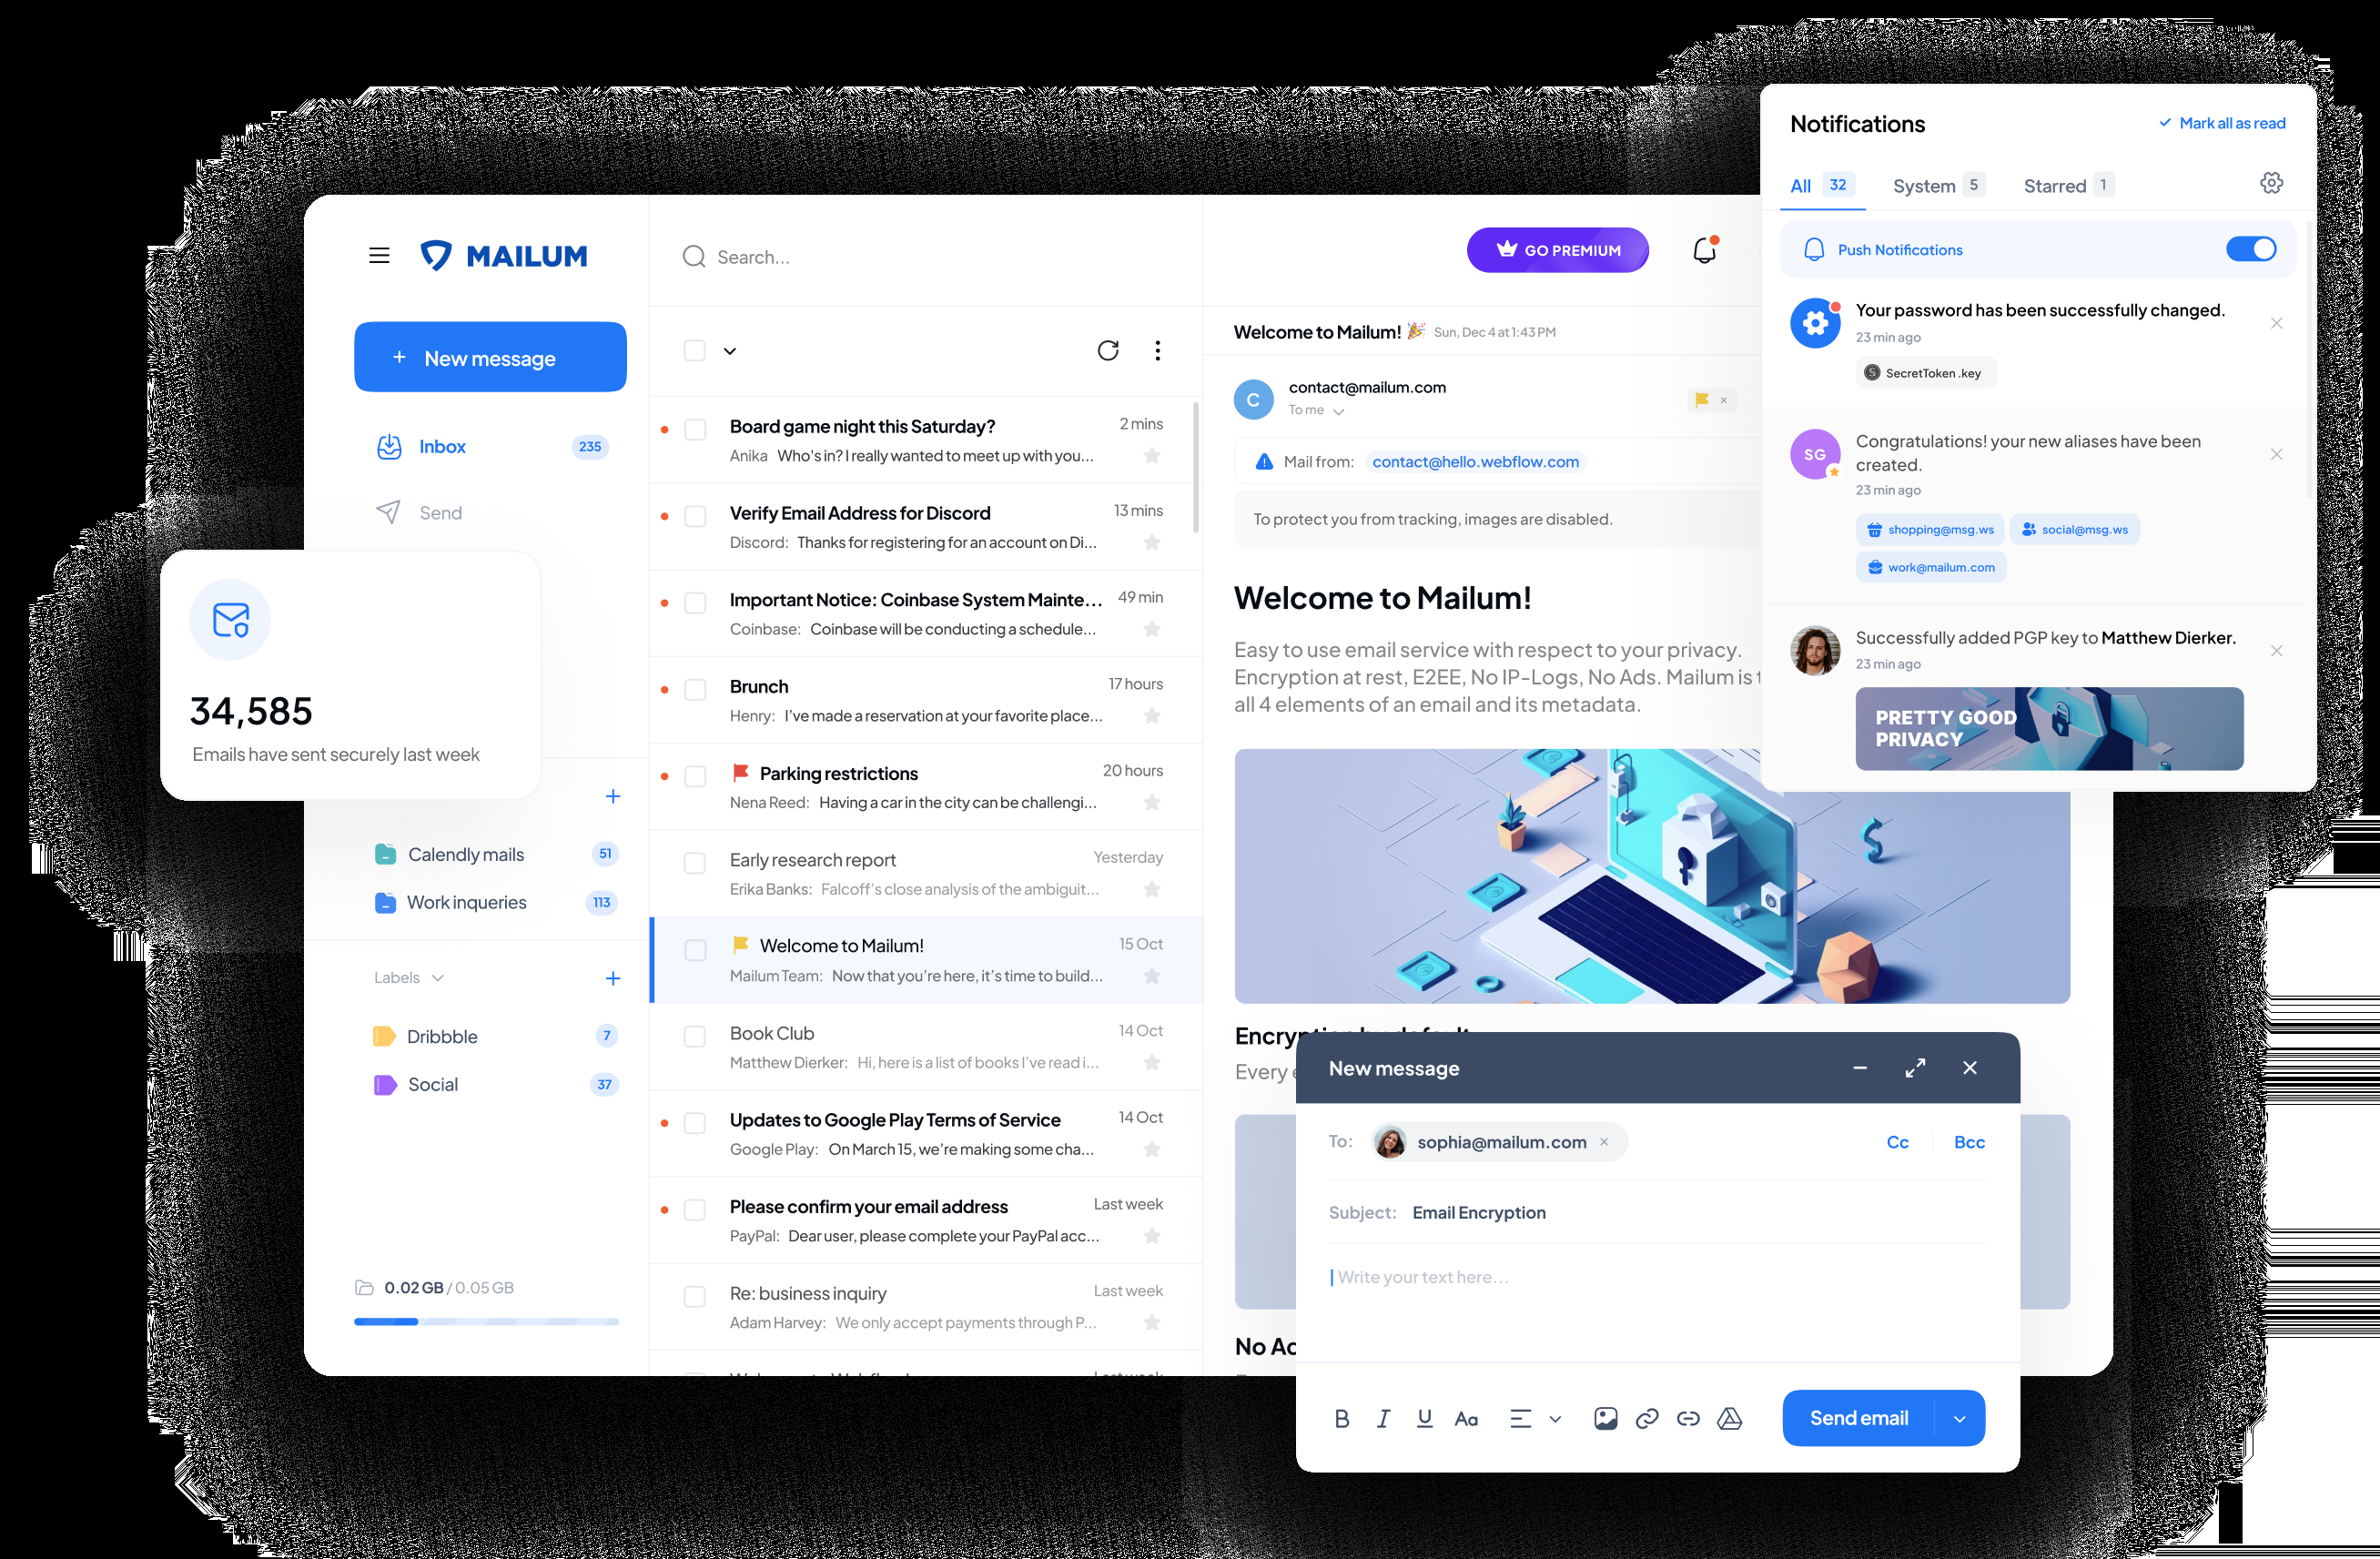 MAILUM
New message
Inbox 235
Send
34,585
Emails have sent securely last week
Calendly mails 51
Work inqueries 113
Labels
Dribbble 7
Social 37
0.02 GB / 0.05 GB
Search...
GO PREMIUM
Board game night this Saturday? 2 mins
Anika Who's in? I really wanted to meet up with you...
Verify Email Address for Discord 13 mins
Discord: Thanks for registering for an account on Di...
Important Notice: Coinbase System Mainte... 49 min
Coinbase: Coinbase will be conducting a schedule...
Brunch 17 hours
Henry: I've made a reservation at your favorite place...
Parking restrictions 20 hours
Nena Reed: Having a car in the city can be challengi...
Early research report Yesterday
Erika Banks: Falcoff's close analysis of the ambiguit...
Welcome to Mailum! 15 Oct
Mailum Team: Now that you're here, it's time to build...
Book Club 14 Oct
Matthew Dierker: Hi, here is a list of books I've read i...
Updates to Google Play Terms of Service 14 Oct
Google Play: On March 15, we're making some cha...
Please confirm your email address Last week
PayPal: Dear user, please complete your PayPal acc...
Re: business inquiry Last week
Adam Harvey: We only accept payments through P...
Welcome to Mailum! Sun, Dec 4 at 1:43 PM
C
contact@mailum.com
To me
Mail from: contact@hello.webflow.com
To protect you from tracking, images are disabled.
Welcome to Mailum!
Easy to use email service with respect to your privacy.
Encryption at rest, E2EE, No IP-Logs, No Ads. Mailum is
all 4 elements of an email and its metadata.
Encryption by default
Every
No
Notifications
Mark all as read
All 32 System 5 Starred 1
Push Notifications
Your password has been successfully changed.
23 min ago
SecretToken .key
SG
Congratulations! your new aliases have been
created.
23 min ago
shopping@msg.ws social@msg.ws
work@mailum.com
Successfully added PGP key to Matthew Dierker.
23 min ago
PRETTY GOOD
PRIVACY
New message
To: sophia@mailum.com Cc Bcc
Subject: Email Encryption
Write your text here...
B I U Aa
Send email